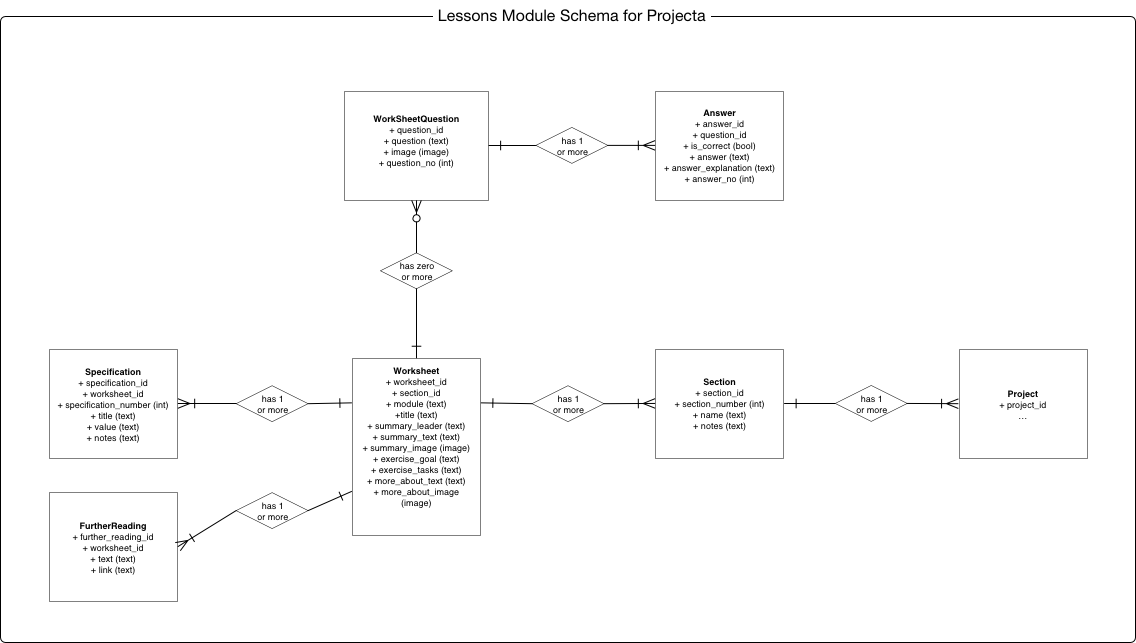 Lessons Module Schema for Projecta
WorkSheetQuestion
+ question_id
+ question (text)
+ image (image)
+ question_no (int)
has 1
or more
Answer
+ answer_id
+ question_id
+ is_correct (bool)
+ answer (text)
+ answer_explanation (text)
+ answer_no (int)
has zero
or more
Specification
+ specification_id
+ worksheet_id
+ specification_number (int)
+ title (text)
+ value (text)
+ notes (text)
has 1
or more
Worksheet
+ worksheet_id
+ section_id
+ module (text)
+title (text)
+ summary_leader (text)
+ summary_text (text)
+ summary_image (image)
+ exercise_goal (text)
+ exercise_tasks (text)
+ more_about_text (text)
+ more_about_image
(image)
has 1
or more
Section
+ section_id
+ section_number (int)
+ name (text)
+ notes (text)
has 1
or more
Project
+ project_id
...
FurtherReading
+ further_reading_id
+ worksheet_id
+ text (text)
+ link (text)
has 1
or more